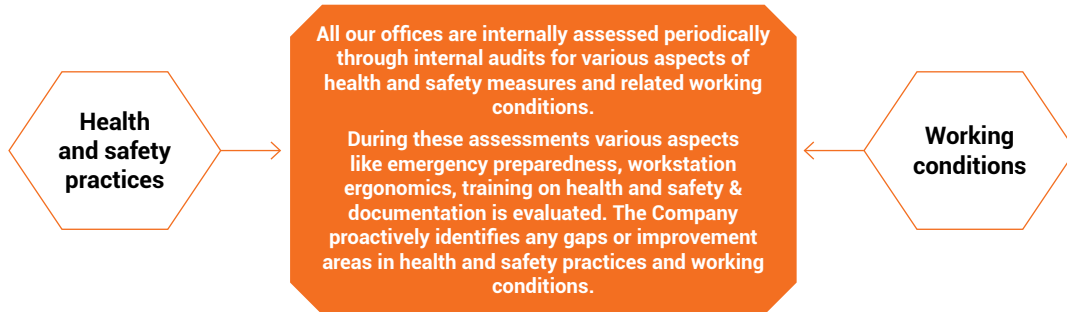 Health
and safety
practices
All our offices are internally assessed periodically
through internal audits for various aspects of
health and safety measures and related working
conditions.
During these assessments various aspects
like emergency preparedness, workstation
ergonomics, training on health and safety &
documentation is evaluated. The Company
proactively identifies any gaps or improvement
areas in health and safety practices and working
conditions.
Working
conditions